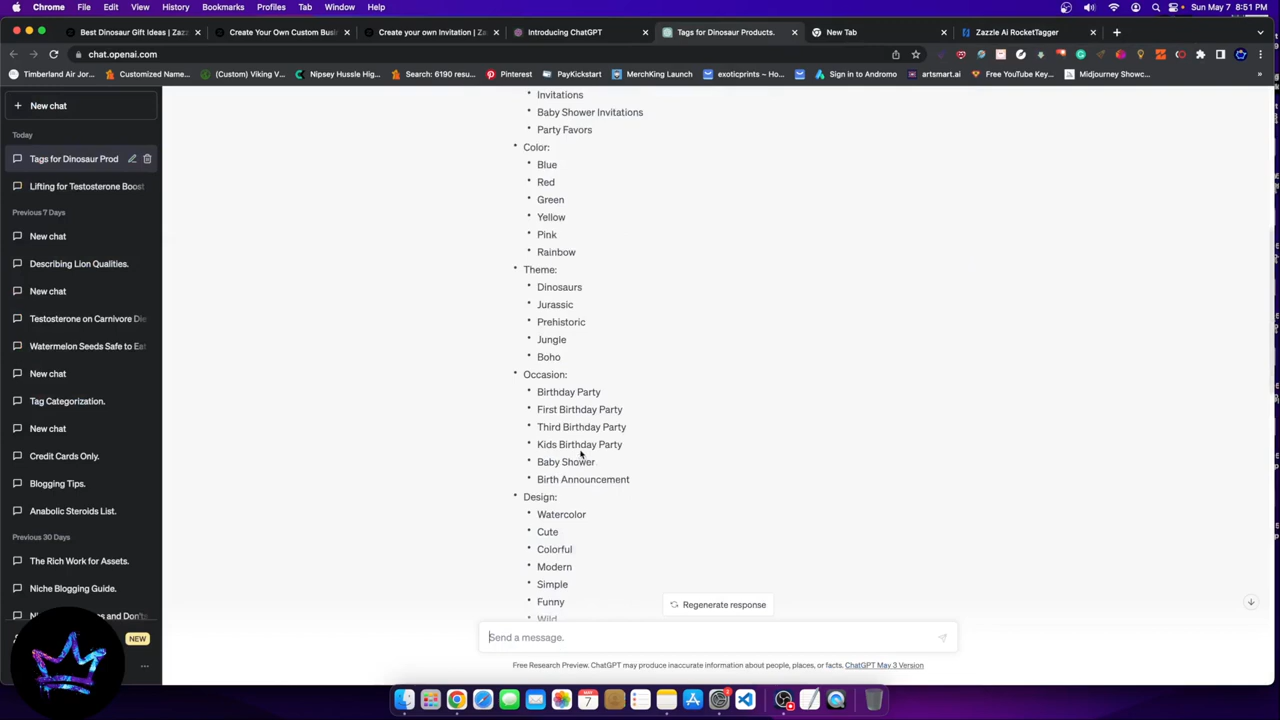 Chrome File Edit View History Bookmarks Profiles Tab Window Help Sun May 7 8:51 PM
Best Dinosaur Gift Ideas | Zazz Create Your Own Custom Busin Create your own Invitation | Za Introducing ChatGPT Tags for Dinosaur Products. New Tab Zazzle Ai RocketTagger
chat.openai.com
Timberland Air Jor... Customized Name... (Custom) Viking V... Nipsey Hussle Hig... Search: 6190 resu... Pinterest PayKickstart MerchKing Launch exoticprints – Ho... Sign in to Andromo artsmart.ai Free YouTube Key... Midjourney Showc... »
New chat
Today
Tags for Dinosaur Prod
Lifting for Testosterone Boost
Previous 7 Days
New chat
Describing Lion Qualities.
New chat
Testosterone on Carnivore Die
Watermelon Seeds Safe to Eat
New chat
Tag Categorization.
New chat
Credit Cards Only.
Blogging Tips.
Anabolic Steroids List.
Previous 30 Days
The Rich Work for Assets.
Niche Blogging Guide.
NEW
Invitations
Baby Shower Invitations
Party Favors
Color:
Blue
Red
Green
Yellow
Pink
Rainbow
Theme:
Dinosaurs
Jurassic
Prehistoric
Jungle
Boho
Occasion:
Birthday Party
First Birthday Party
Third Birthday Party
Kids Birthday Party
Baby Shower
Birth Announcement
Design:
Watercolor
Cute
Colorful
Modern
Simple
Funny
Wild
Regenerate response
Send a message.
Free Research Preview. ChatGPT may produce inaccurate information about people, places, or facts. ChatGPT May 3 Version